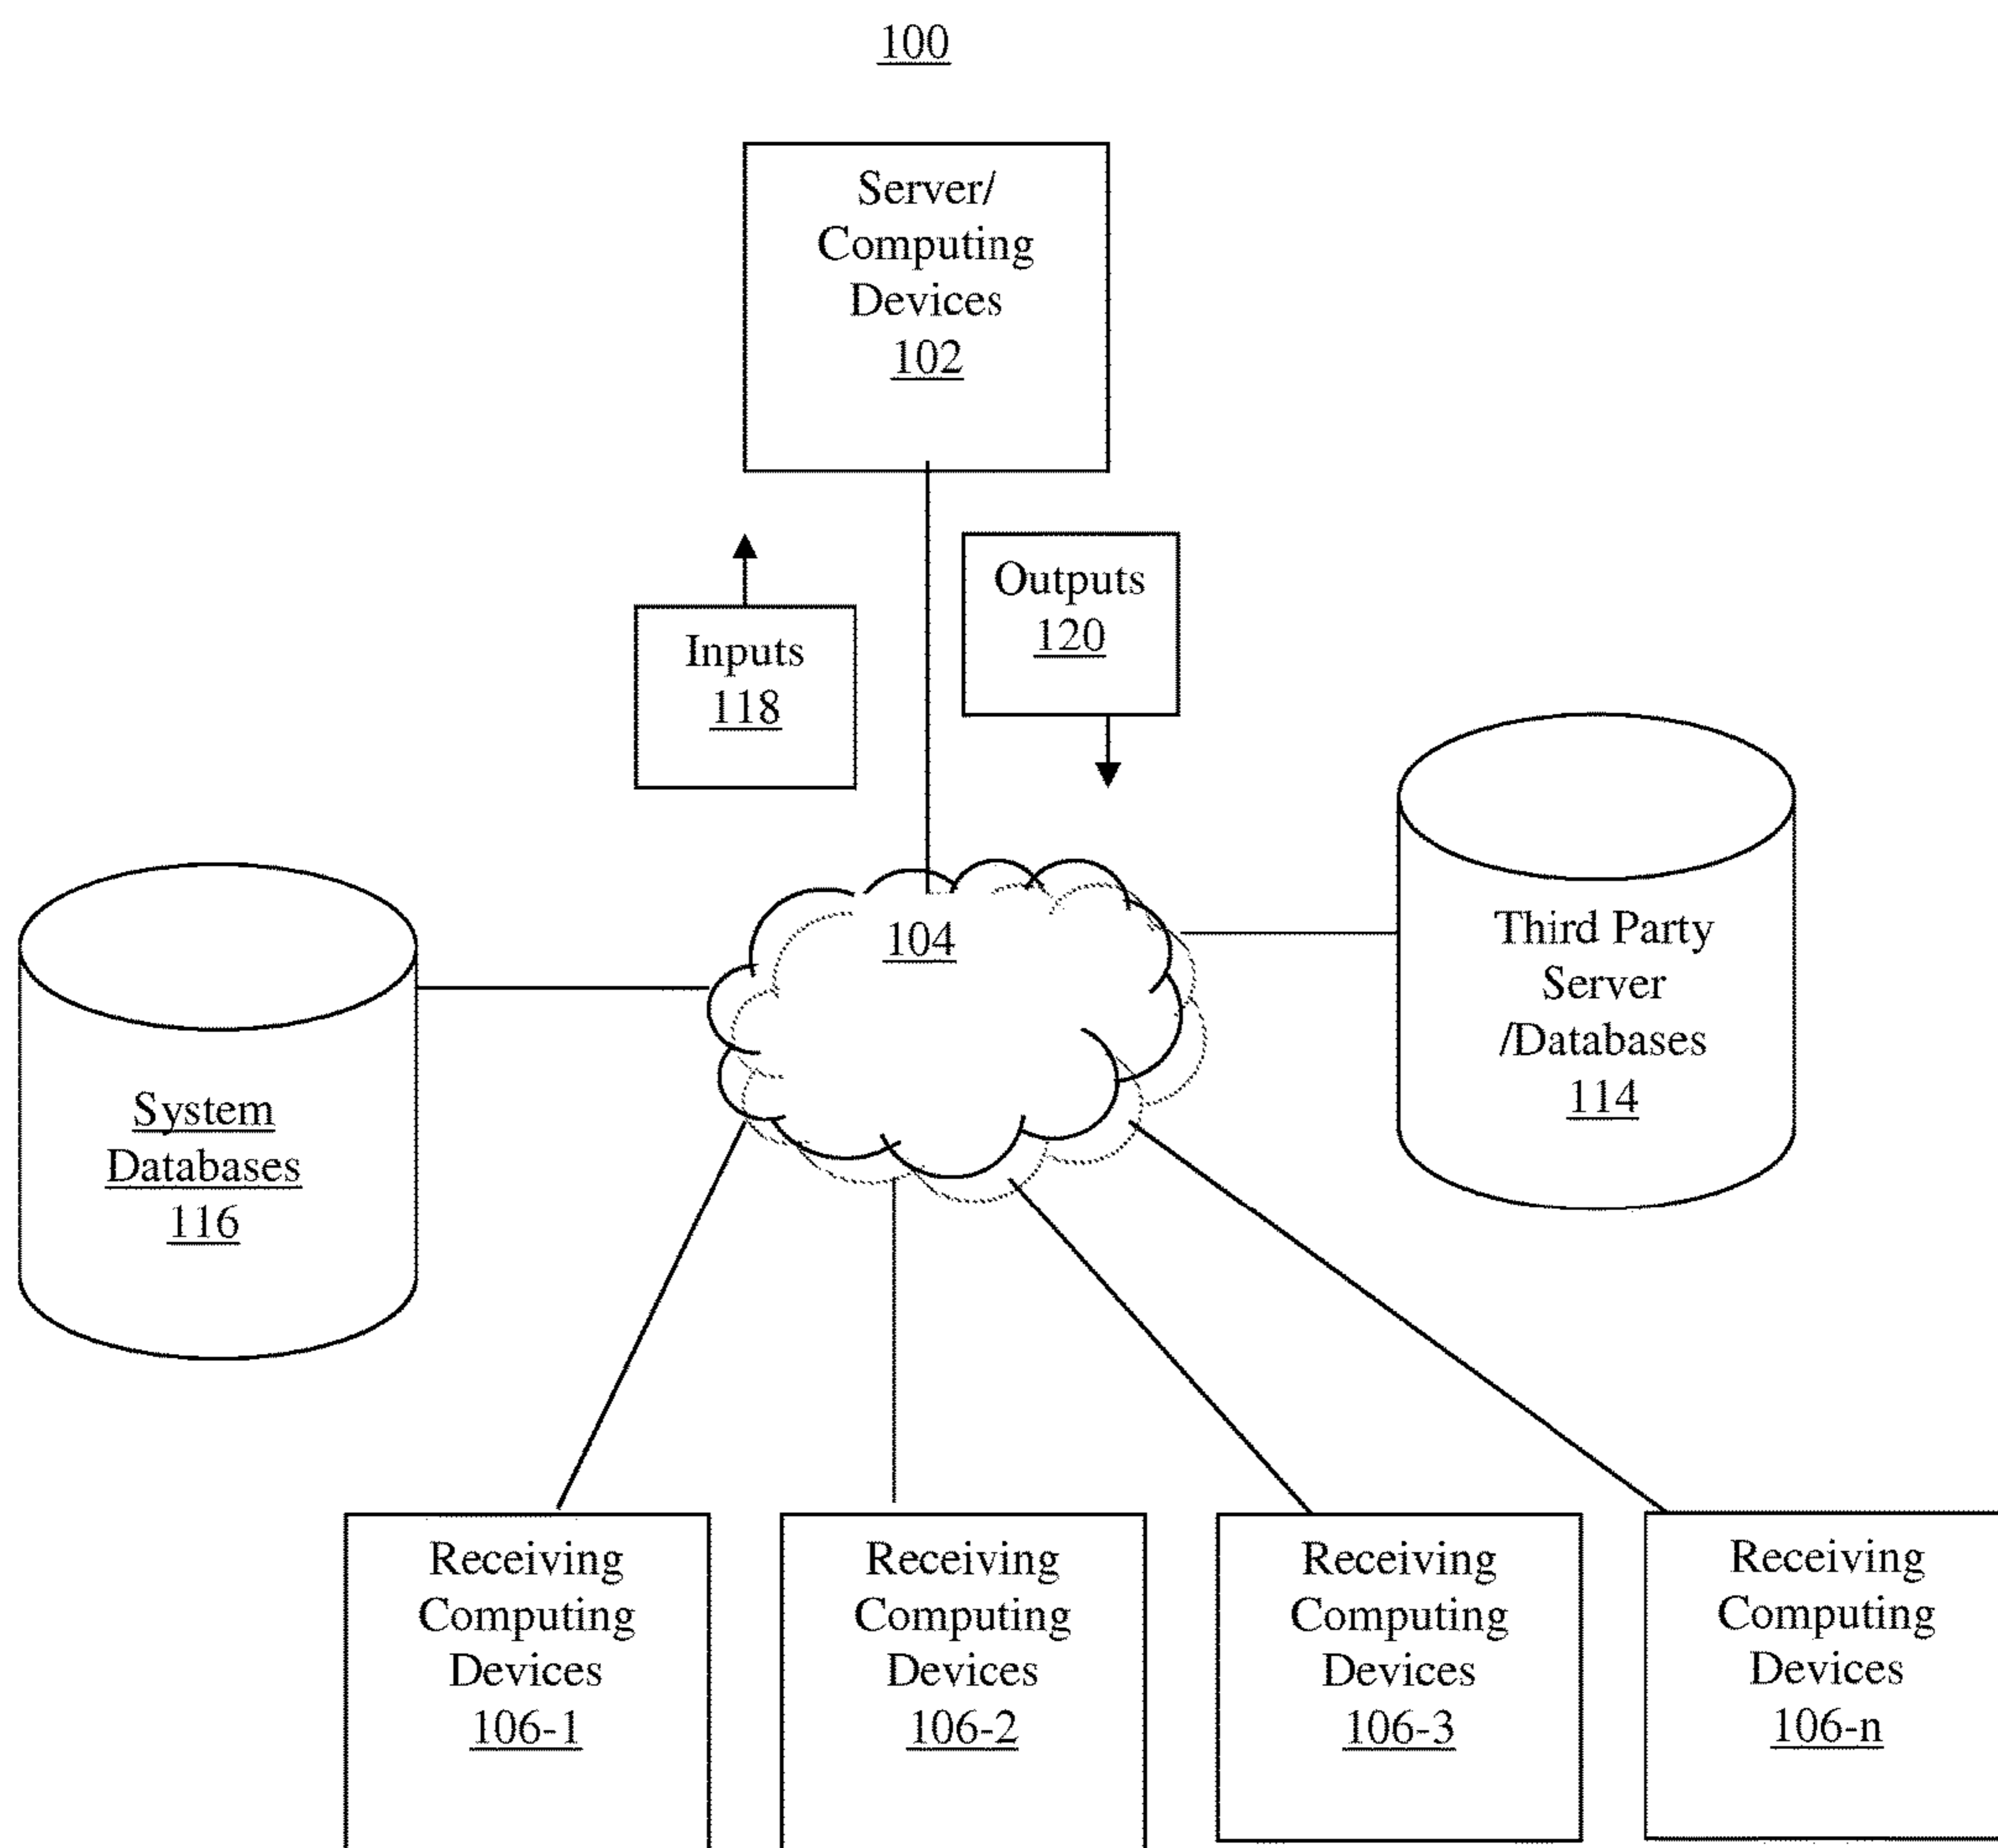 100
Server/
Computing
Devices
102
Outputs
120
Inputs
118
104
Third Party
Server
/Databases
114
System
Databases
116
Receiving
Computing
Devices
106-1
Receiving
Computing
Devices
106-2
Receiving
Computing
Devices
106-3
Receiving
Computing
Devices
106-n